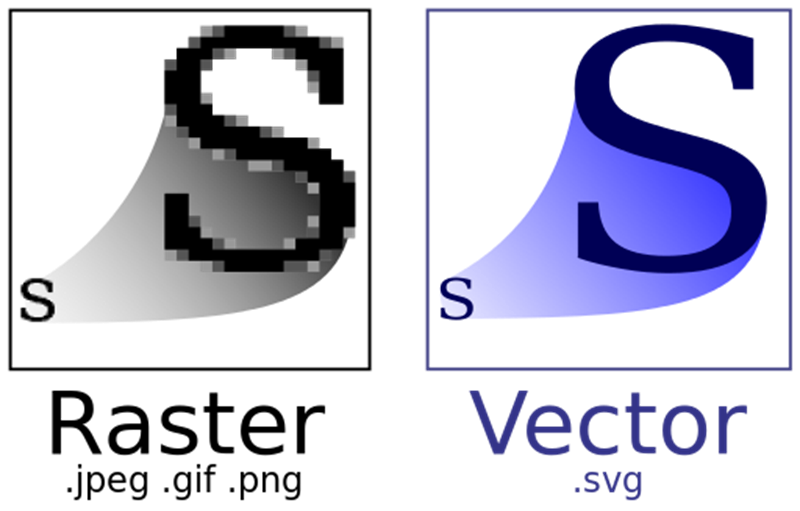 S
S
S
S
Raster
.jpeg .gif .png
Vector
.svg